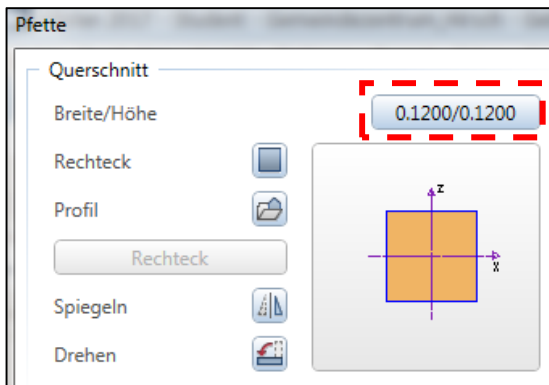 Pfette
Querschnitt
Breite/Höhe 0.1200/0.1200
Rechteck
Profil
Rechteck
Spiegeln
Drehen
z
x